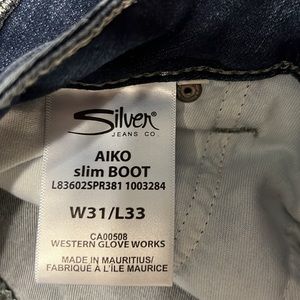 Silver
JEANS CO.
AIKO
slim BOOT
L83602SPR381 1003284
W31/L33
CA00508
WESTERN GLOVE WORKS
MADE IN MAURITIUS/
FABRIQUÉ À L'ÎLE MAURICE